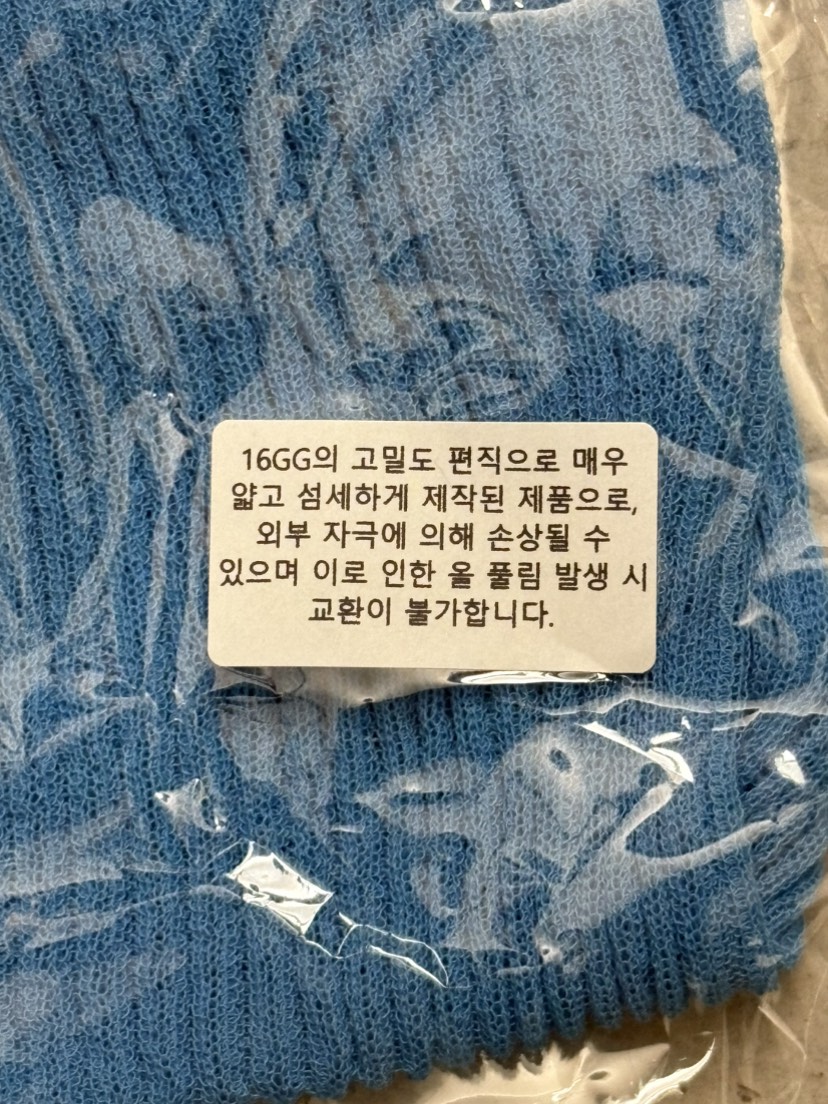 16GG의 고밀도 편직으로 매우
얇고 섬세하게 제작된 제품으로,
외부 자극에 의해 손상될 수
있으며 이로 인한 올 풀림 발생 시
교환이 불가합니다.